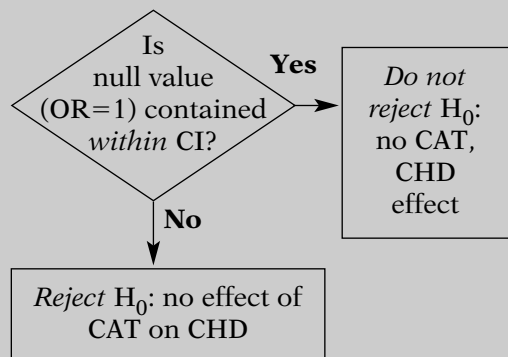 Is
null value
(OR=1) contained
within CI?
Yes
Do not
reject H₀:
no CAT,
CHD
effect
No
Reject H₀: no effect of
CAT on CHD